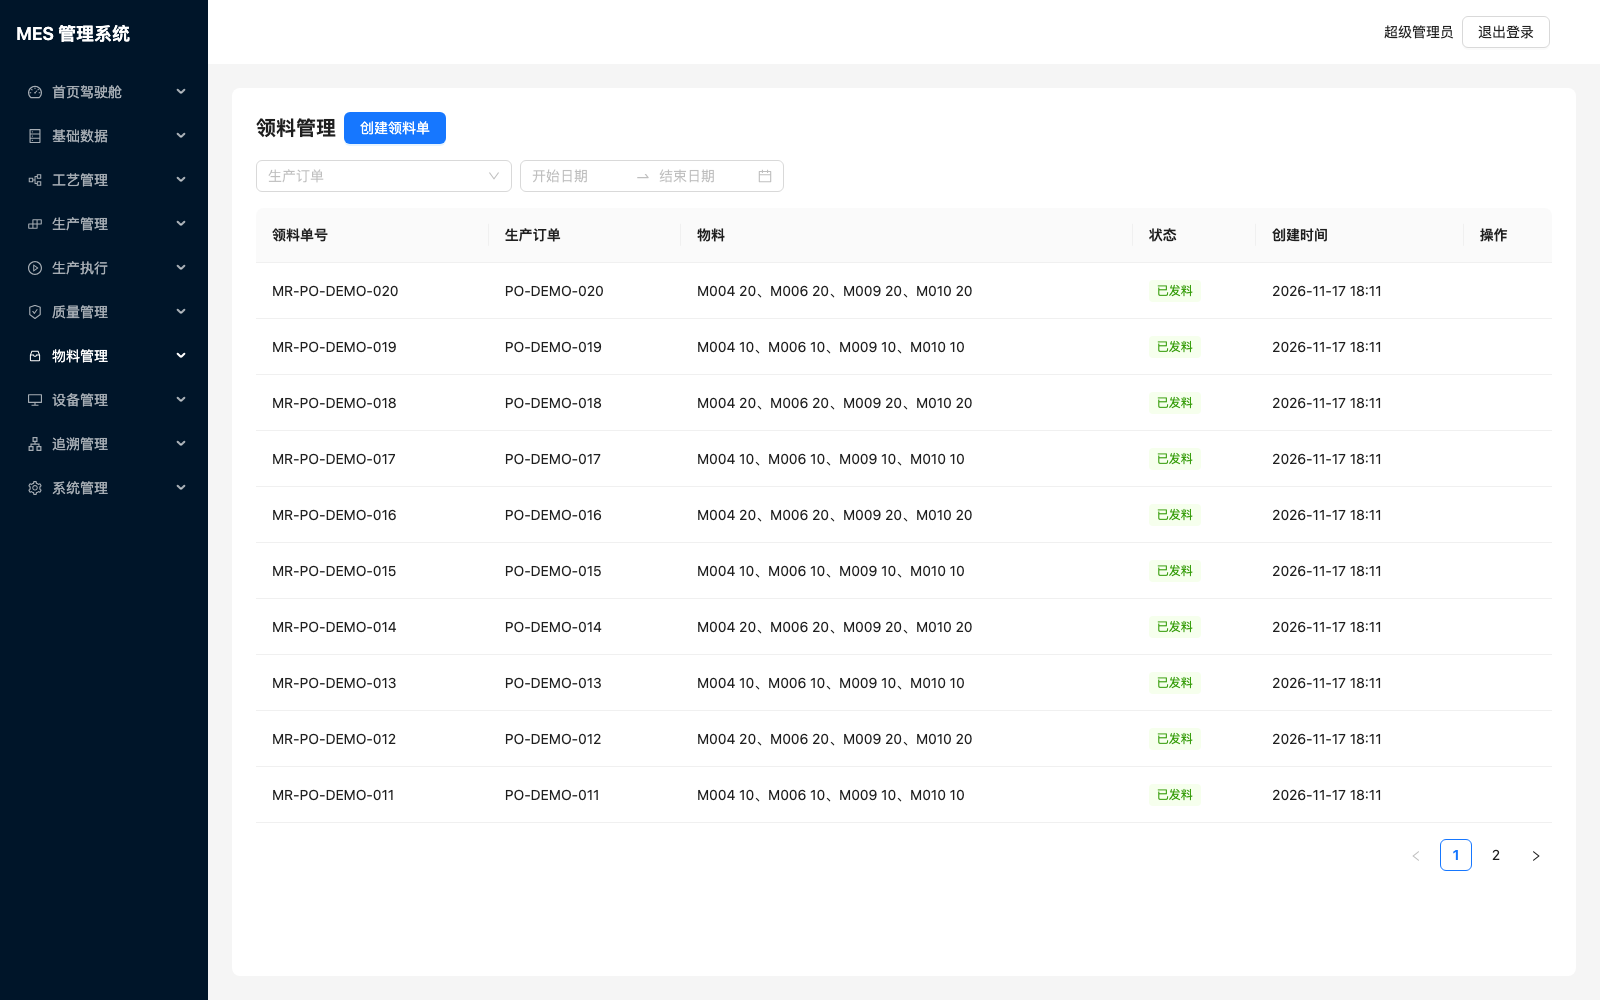 MES 管理系统
超级管理员 退出登录
首页驾驶舱
基础数据
工艺管理
生产管理
生产执行
质量管理
物料管理
设备管理
追溯管理
系统管理
领料管理 创建领料单
生产订单 开始日期 结束日期
领料单号 生产订单 物料 状态 创建时间 操作
MR-PO-DEMO-020 PO-DEMO-020 M004 20、M006 20、M009 20、M010 20 已发料 2026-11-17 18:11
MR-PO-DEMO-019 PO-DEMO-019 M004 10、M006 10、M009 10、M010 10 已发料 2026-11-17 18:11
MR-PO-DEMO-018 PO-DEMO-018 M004 20、M006 20、M009 20、M010 20 已发料 2026-11-17 18:11
MR-PO-DEMO-017 PO-DEMO-017 M004 10、M006 10、M009 10、M010 10 已发料 2026-11-17 18:11
MR-PO-DEMO-016 PO-DEMO-016 M004 20、M006 20、M009 20、M010 20 已发料 2026-11-17 18:11
MR-PO-DEMO-015 PO-DEMO-015 M004 10、M006 10、M009 10、M010 10 已发料 2026-11-17 18:11
MR-PO-DEMO-014 PO-DEMO-014 M004 20、M006 20、M009 20、M010 20 已发料 2026-11-17 18:11
MR-PO-DEMO-013 PO-DEMO-013 M004 10、M006 10、M009 10、M010 10 已发料 2026-11-17 18:11
MR-PO-DEMO-012 PO-DEMO-012 M004 20、M006 20、M009 20、M010 20 已发料 2026-11-17 18:11
MR-PO-DEMO-011 PO-DEMO-011 M004 10、M006 10、M009 10、M010 10 已发料 2026-11-17 18:11
1 2